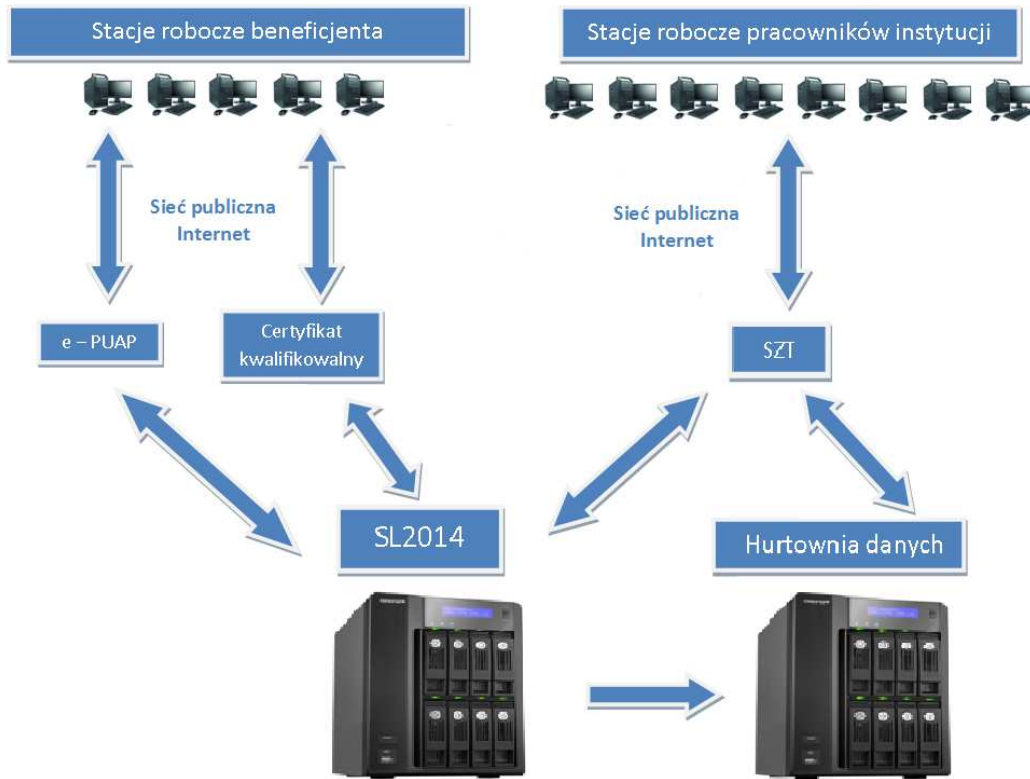 Stacje robocze beneficjenta
Stacje robocze pracowników instytucji
Sieć publiczna
Internet
Sieć publiczna
Internet
e – PUAP
Certyfikat
kwalifikowalny
SZT
SL2014
Hurtownia danych